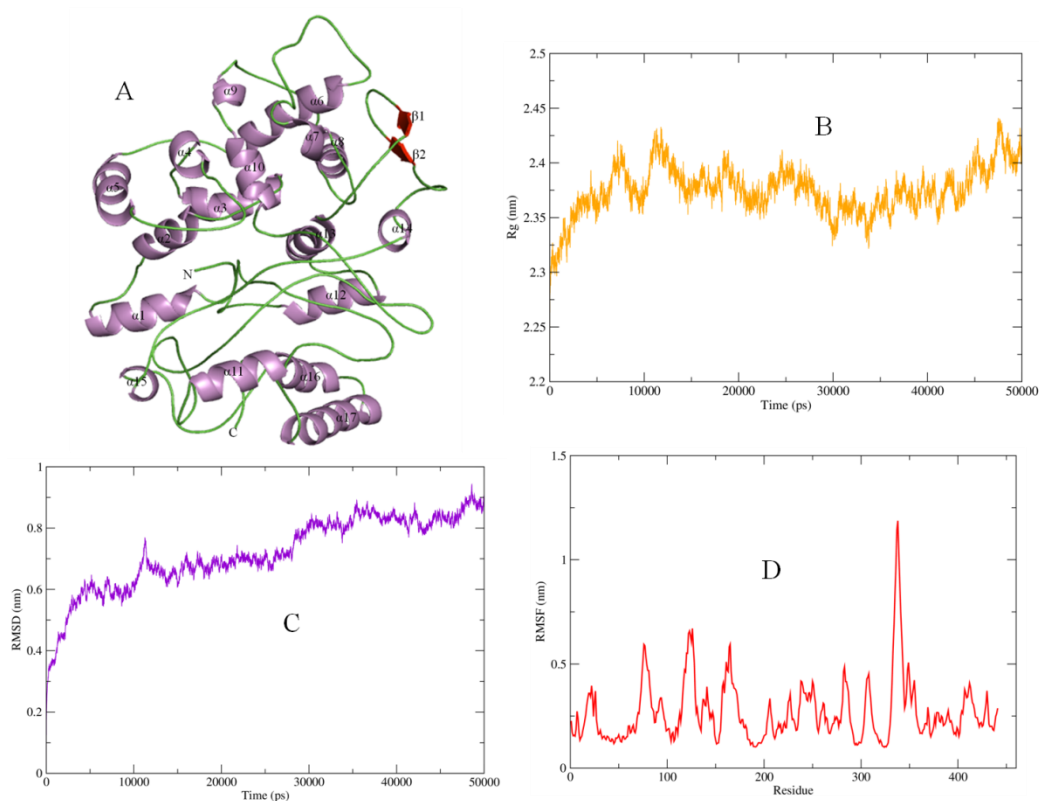 A
α9
α6
β1
α7
α8
β2
α4
α10
α5
α3
α2
α13
α14
N
α1
α12
α15
α11
α16
C
α17
B
2.5
2.45
2.4
2.35
2.3
2.25
2.2
Rg (nm)
0 10000 20000 30000 40000 50000
Time (ps)
C
1
0.8
0.6
0.4
0.2
0
RMSD (nm)
0 10000 20000 30000 40000 50000
Time (ps)
D
1.5
1
0.5
0
RMSF (nm)
0 100 200 300 400
Residue